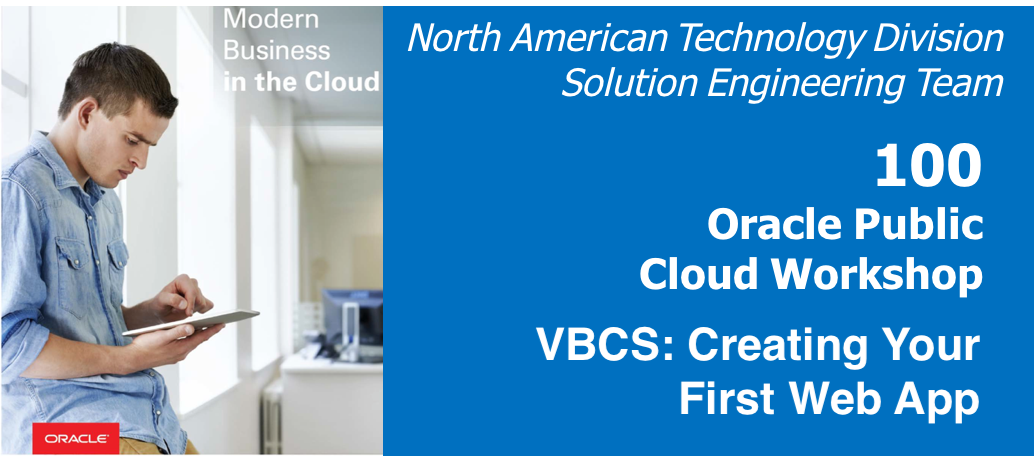 Modern
Business
in the Cloud
ORACLE
North American Technology Division
Solution Engineering Team
100
Oracle Public
Cloud Workshop
VBCS: Creating Your
First Web App